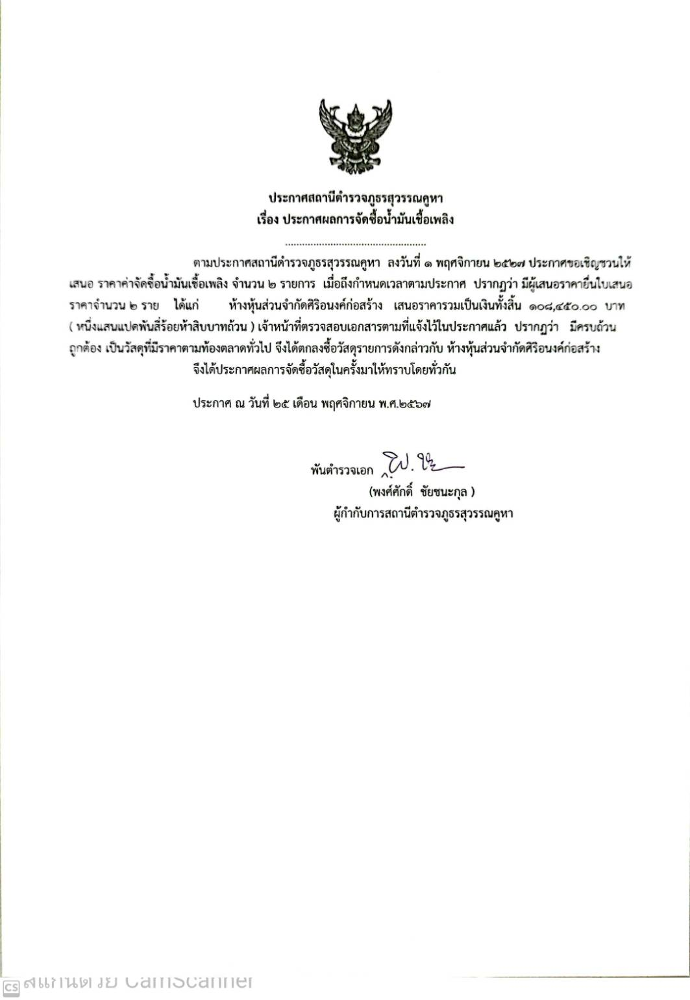 ประกาศสถานีตำรวจภูธรสุวรรณคูหา
เรื่อง ประกาศผลการจัดซื้อน้ำมันเชื้อเพลิง
ตามประกาศสถานีตำรวจภูธรสุวรรณคูหา ลงวันที่ ๑ พฤศจิกายน ๒๕๒๗ ประกาศขอเชิญชวนให้
เสนอ ราคาค่าจัดซื้อน้ำมันเชื้อเพลิง จำนวน ๒ รายการ เมื่อถึงกำหนดเวลาตามประกาศ ปรากฏว่า มีผู้เสนอราคายื่นใบเสนอ
ราคาจำนวน ๒ ราย ได้แก่ ห้างหุ้นส่วนจำกัดศิริอนงค์ก่อสร้าง เสนอราคารวมเป็นเงินทั้งสิ้น ๑๐๘,๔๕๐.๐๐ บาท
( หนึ่งแสนแปดพันสี่ร้อยห้าสิบบาทถ้วน ) เจ้าหน้าที่ตรวจสอบเอกสารตามที่แจ้งไว้ในประกาศแล้ว ปรากฏว่า มีครบถ้วน
ถูกต้อง เป็นวัสดุที่มีราคาตามท้องตลาดทั่วไป จึงได้ตกลงซื้อวัสดุรายการดังกล่าวกับ ห้างหุ้นส่วนจำกัดศิริอนงค์ก่อสร้าง
จึงได้ประกาศผลการจัดซื้อวัสดุในครั้งมาให้ทราบโดยทั่วกัน
ประกาศ ณ วันที่ ๒๕ เดือน พฤศจิกายน พ.ศ.๒๕๖๗
พันตำรวจเอก
(พงศ์ศักดิ์ ชัยชนะกุล )
ผู้กำกับการสถานีตำรวจภูธรสุวรรณคูหา
CS สแกนด้วย CamScanner